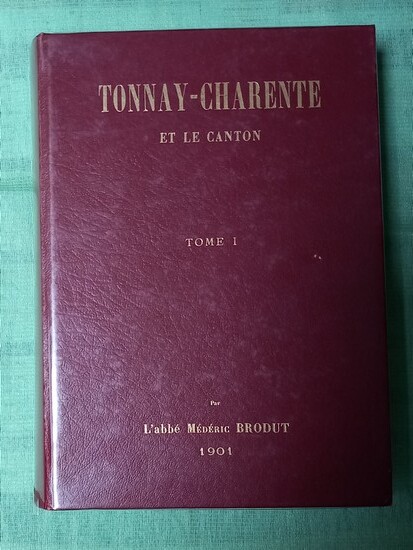 TONNAY-CHARENTE
ET LE CANTON
TOME I
Par
L'abbé MÉDÉRIC BRODUT
1901